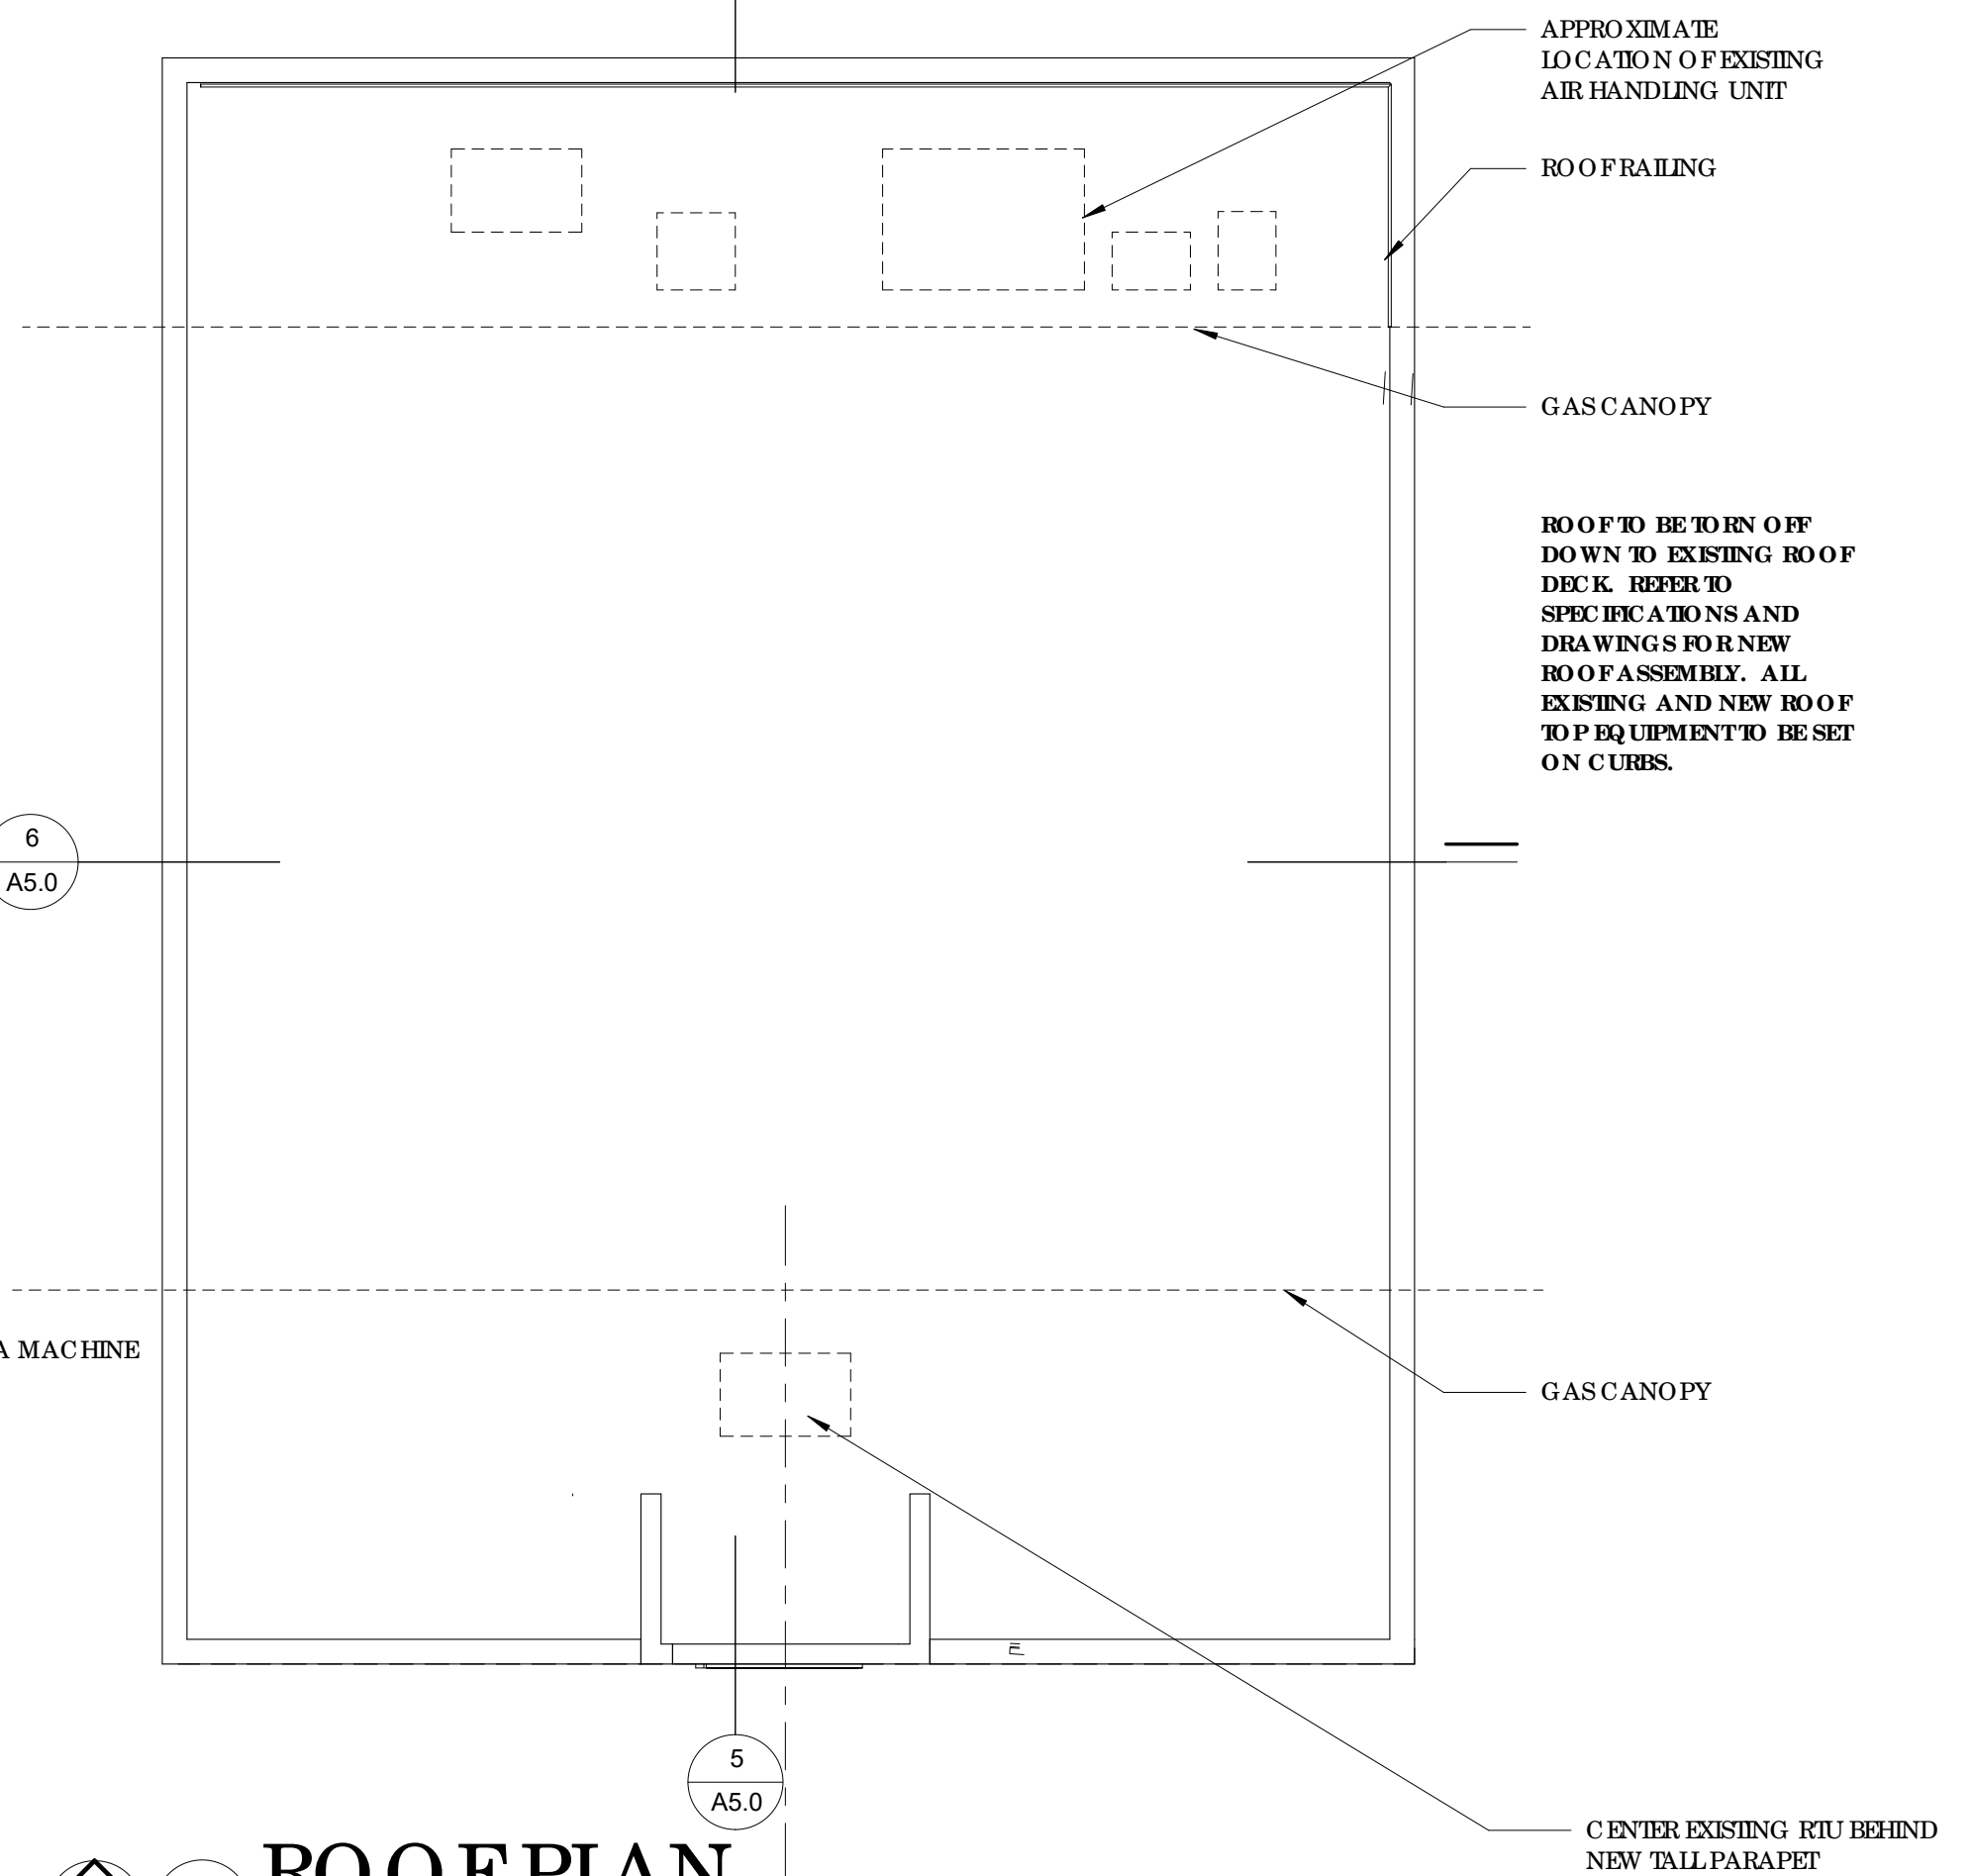 APPROXIMATE
LOCATION OF EXISTING
AIR HANDLING UNIT
ROOF RAILING
GAS CANOPY
ROOF TO BE TORN OFF
DOWN TO EXISTING ROOF
DECK. REFER TO
SPECIFICATIONS AND
DRAWINGS FOR NEW
ROOF ASSEMBLY. ALL
EXISTING AND NEW ROOF
TOP EQUIPMENT TO BE SET
ON CURBS.
6
A5.0
A MACHINE
GAS CANOPY
5
A5.0
CENTER EXISTING RTU BEHIND
NEW TALL PARAPET
ROOF PLAN